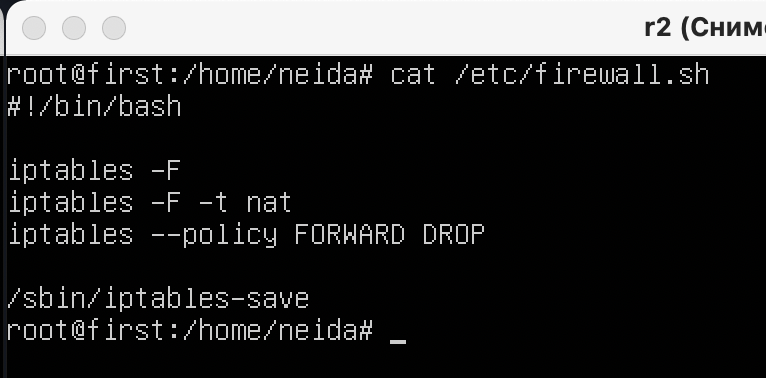 r2 (Сним
root@first:/home/neida# cat /etc/firewall.sh
#!/bin/bash
iptables -F
iptables -F -t nat
iptables --policy FORWARD DROP
/sbin/iptables-save
root@first:/home/neida# _